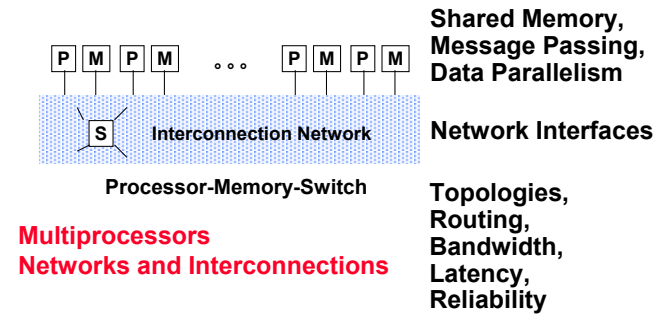 Shared Memory,
Message Passing,
Data Parallelism
P M P M ° ° ° P M P M
S Interconnection Network
Network Interfaces
Processor-Memory-Switch
Topologies,
Routing,
Bandwidth,
Latency,
Reliability
Multiprocessors
Networks and Interconnections